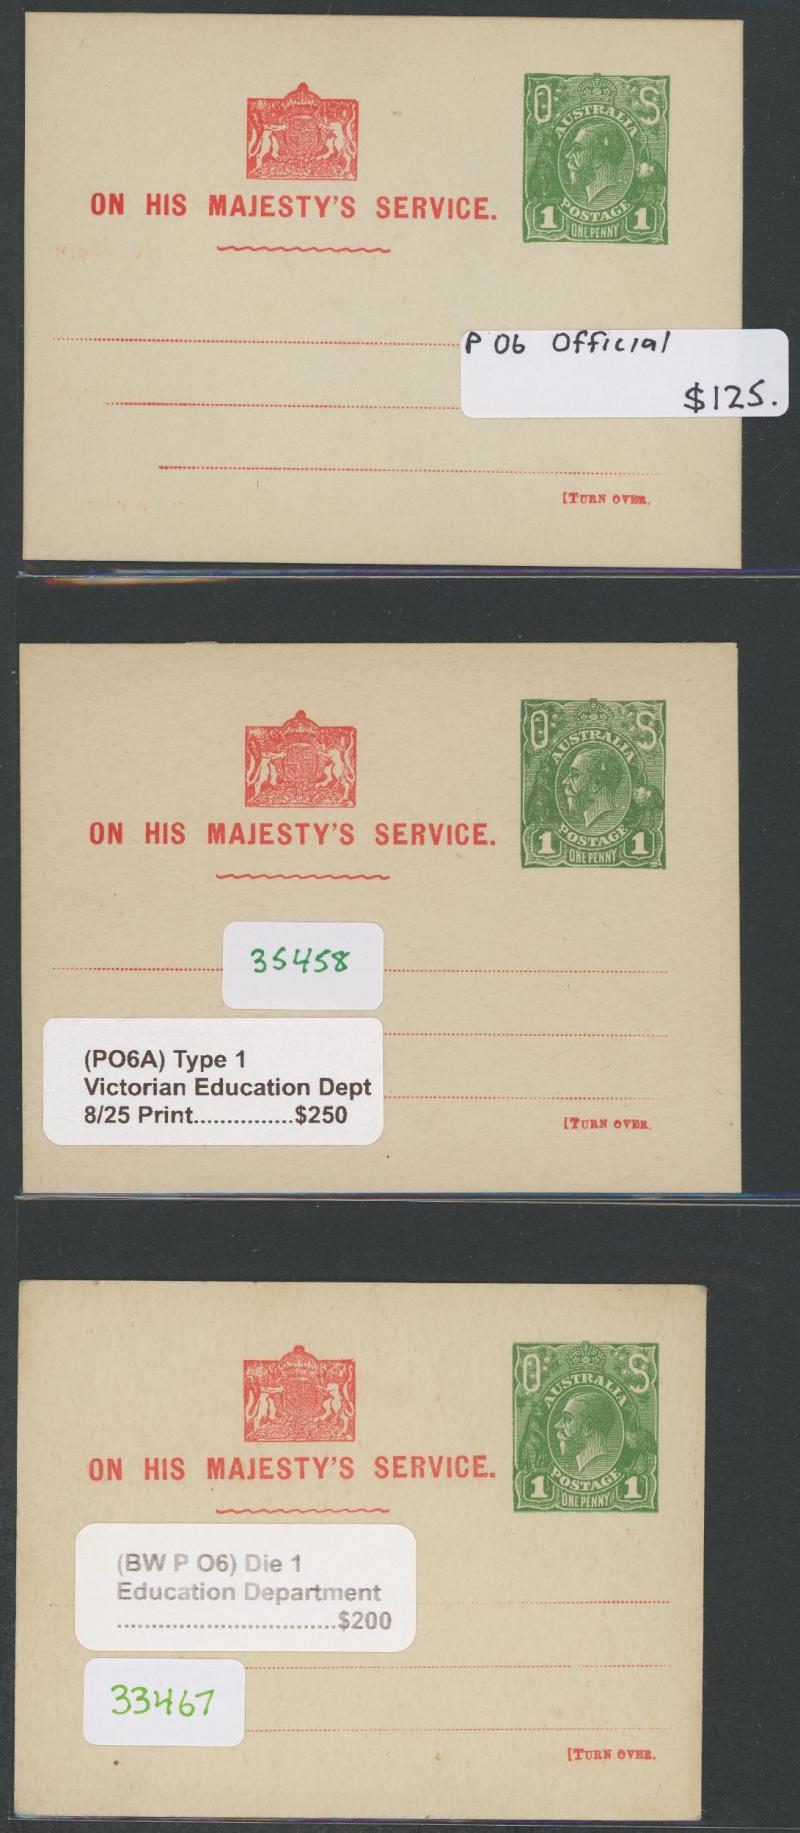 O S
AUSTRALIA
POSTAGE
1 1
ONE PENNY
ON HIS MAJESTY'S SERVICE.
P O6 Official
$125.
[TURN OVER.
O S
AUSTRALIA
POSTAGE
1 1
ONE PENNY
ON HIS MAJESTY'S SERVICE.
35458
(PO6A) Type 1
Victorian Education Dept
8/25 Print...............$250
[TURN OVER.
O S
AUSTRALIA
POSTAGE
1 1
ONE PENNY
ON HIS MAJESTY'S SERVICE.
(BW P O6) Die 1
Education Department
.................................$200
33467
[TURN OVER.